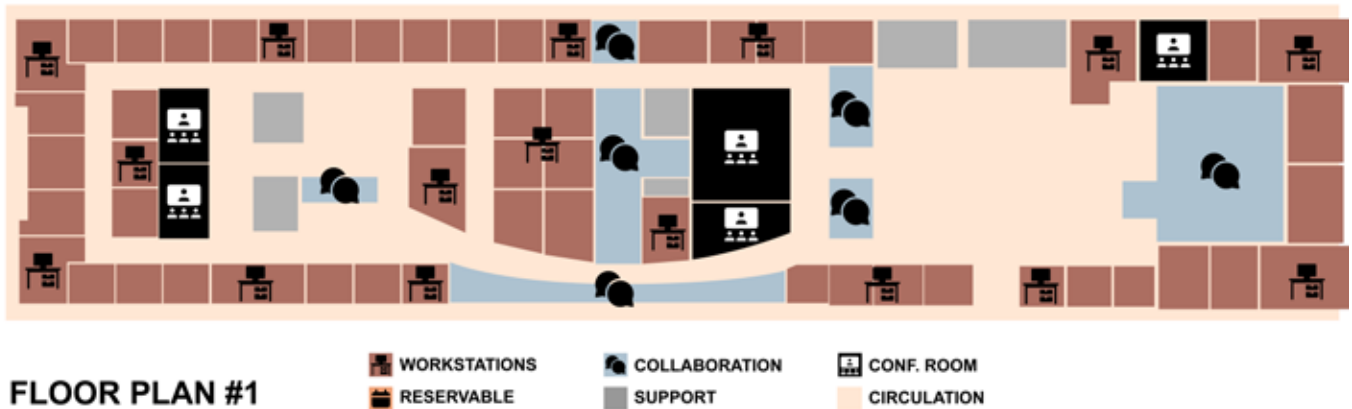 WORKSTATIONS COLLABORATION CONF. ROOM
FLOOR PLAN #1 RESERVABLE SUPPORT CIRCULATION